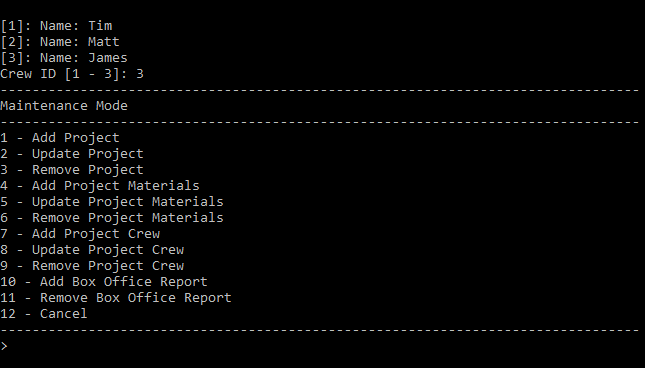 [1]: Name: Tim
[2]: Name: Matt
[3]: Name: James
Crew ID [1 - 3]: 3
--------------------------------------------------------------------------------
Maintenance Mode
--------------------------------------------------------------------------------
1 - Add Project
2 - Update Project
3 - Remove Project
4 - Add Project Materials
5 - Update Project Materials
6 - Remove Project Materials
7 - Add Project Crew
8 - Update Project Crew
9 - Remove Project Crew
10 - Add Box Office Report
11 - Remove Box Office Report
12 - Cancel
--------------------------------------------------------------------------------
>